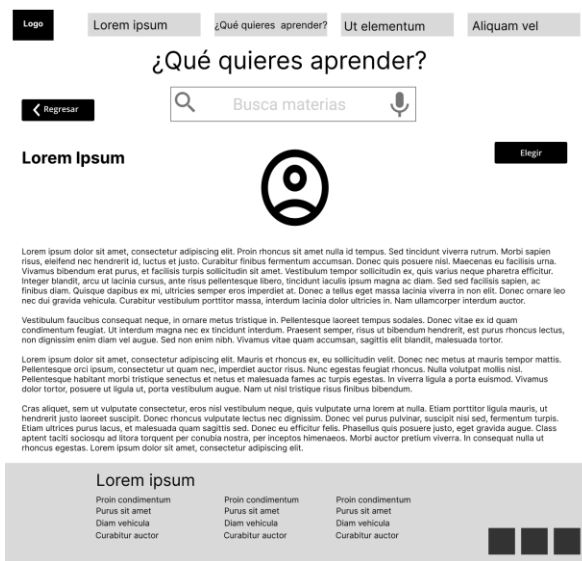 Logo
Lorem ipsum
¿Qué quieres aprender?
Ut elementum
Aliquam vel
¿Qué quieres aprender?
Regresar
Busca materias
Lorem Ipsum
Elegir
Lorem ipsum dolor sit amet, consectetur adipiscing elit. Proin rhoncus sit amet nulla id tempus. Sed tincidunt viverra rutrum. Morbi sapien
risus, eleifend nec hendrerit id, luctus et justo. Curabitur finibus fermentum accumsan. Donec quis posuere nisl. Maecenas eu facilisis urna.
Vivamus bibendum erat purus, et facilisis turpis sollicitudin sit amet. Vestibulum tempor sollicitudin ex, quis varius neque pharetra efficitur.
Integer blandit, arcu ut lacinia cursus, ante risus pellentesque libero, tincidunt iaculis ipsum magna ac diam. Sed sed facilisis sapien, ac
finibus diam. Quisque dapibus ex mi, ultricies semper eros imperdiet at. Donec a tellus eget massa lacinia viverra in non elit. Donec ornare leo
nec dui gravida vehicula. Curabitur vestibulum porttitor massa, interdum lacinia dolor ultricies in. Nam ullamcorper interdum auctor.
Vestibulum faucibus consequat neque, in ornare metus tristique in. Pellentesque laoreet tempus sodales. Donec vitae ex id quam
condimentum feugiat. Ut interdum magna nec ex tincidunt interdum. Praesent semper, risus ut bibendum hendrerit, est purus rhoncus lectus,
non dignissim enim diam vel augue. Sed non enim nibh. Vivamus vitae quam accumsan, sagittis elit blandit, malesuada tortor.
Lorem ipsum dolor sit amet, consectetur adipiscing elit. Mauris et rhoncus ex, eu sollicitudin velit. Donec nec metus at mauris tempor mattis.
Pellentesque orci ipsum, consectetur ut quam nec, imperdiet auctor risus. Nunc egestas feugiat rhoncus. Nulla volutpat mollis nisl.
Pellentesque habitant morbi tristique senectus et netus et malesuada fames ac turpis egestas. In viverra ligula a porta euismod. Vivamus
dolor tortor, posuere ut ligula ut, porta vestibulum augue. Nam ut nisl tristique risus finibus bibendum.
Cras aliquet, sem ut vulputate consectetur, eros nisl vestibulum neque, quis vulputate urna lorem at nulla. Etiam porttitor ligula mauris, ut
hendrerit justo laoreet suscipit. Donec rhoncus vulputate lectus nec dignissim. Donec vel purus pulvinar, suscipit nisi sed, fermentum turpis.
Etiam ultrices purus lacus, et malesuada quam sagittis sed. Donec eu efficitur felis. Phasellus quis posuere justo, eget gravida augue. Class
aptent taciti sociosqu ad litora torquent per conubia nostra, per inceptos himenaeos. Morbi auctor pretium viverra. In consequat nulla ut
rhoncus egestas. Lorem ipsum dolor sit amet, consectetur adipiscing elit.
Lorem ipsum
Proin condimentum
Purus sit amet
Diam vehicula
Curabitur auctor
Proin condimentum
Purus sit amet
Diam vehicula
Curabitur auctor
Proin condimentum
Purus sit amet
Diam vehicula
Curabitur auctor